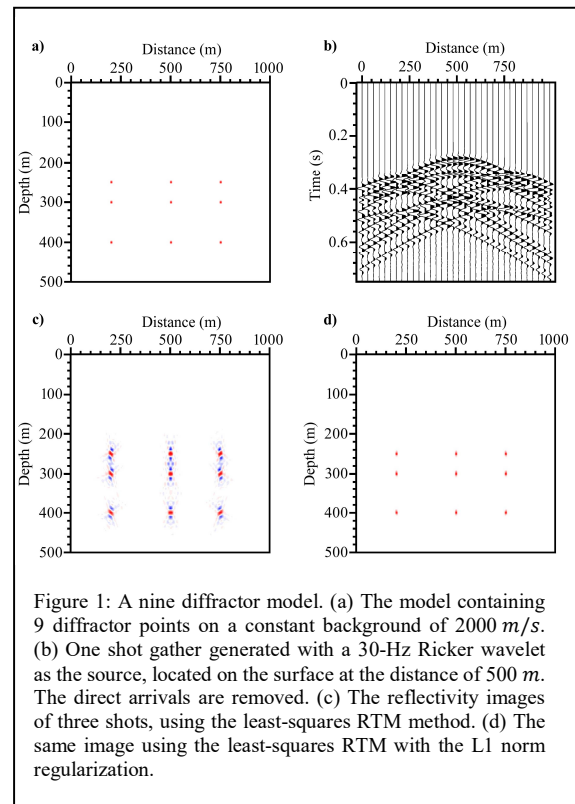 a)
Distance (m)
0 250 500 750 1000
Depth (m)
0
100
200
300
400
500
b)
Distance (m)
0 250 500 750
Time (s)
0
0.2
0.4
0.6
c)
Distance (m)
0 250 500 750 1000
Depth (m)
0
100
200
300
400
500
d)
Distance (m)
0 250 500 750 1000
Depth (m)
0
100
200
300
400
500
Figure 1: A nine diffractor model. (a) The model containing
9 diffractor points on a constant background of 2000 m/s.
(b) One shot gather generated with a 30-Hz Ricker wavelet
as the source, located on the surface at the distance of 500 m.
The direct arrivals are removed. (c) The reflectivity images
of three shots, using the least-squares RTM method. (d) The
same image using the least-squares RTM with the L1 norm
regularization.